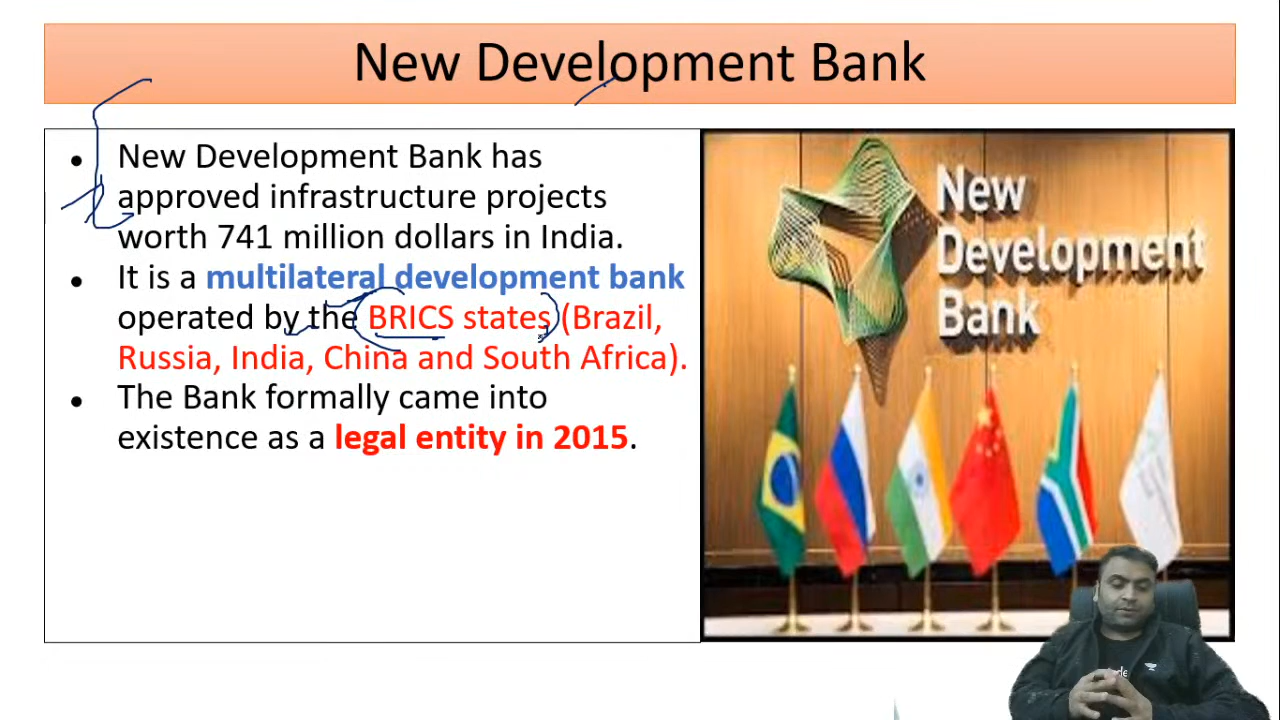 New Development Bank
• New Development Bank has
approved infrastructure projects
worth 741 million dollars in India.
• It is a multilateral development bank
operated by the BRICS states (Brazil,
Russia, India, China and South Africa).
• The Bank formally came into
existence as a legal entity in 2015.
New
Development
Bank